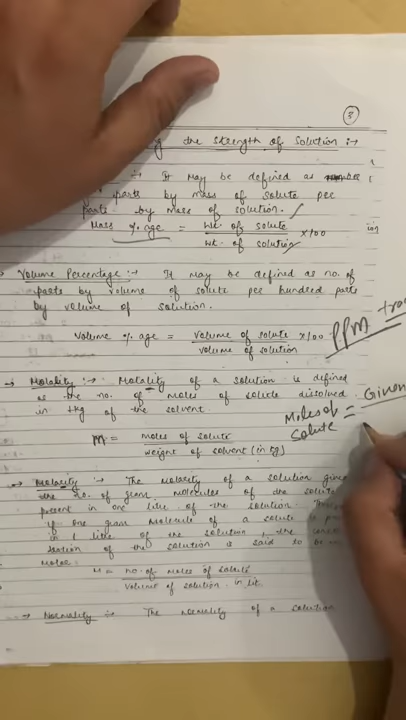 3
the strength of solution :-
:- It may be defined as
parts by mass of solute per
parts by mass of solution.
Mass % age = wt. of solute / wt. of solution × 100
Volume Percentage :- It may be defined as no. of
parts by volume of solute per hundred parts
by volume of solution.
Volume % age = volume of solute / volume of solution × 100
PPM
→ Molality :- Molality of a solution is defined
as the no. of moles of solute dissolved
in 1kg of the solvent.
Given
Moles of Solute =
m = moles of solute / weight of solvent (in kg)
→ Molarity :- The molarity of a solution gives
the no. of gram molecules of the solute
present in one litre of the solution.
if one gram molecule of a solute is
in 1 litre of the solution, the
of the solution is said to be
Molar
M = no. of moles of solute / volume of solution in lit.
→ Normality :- The normality of a solution